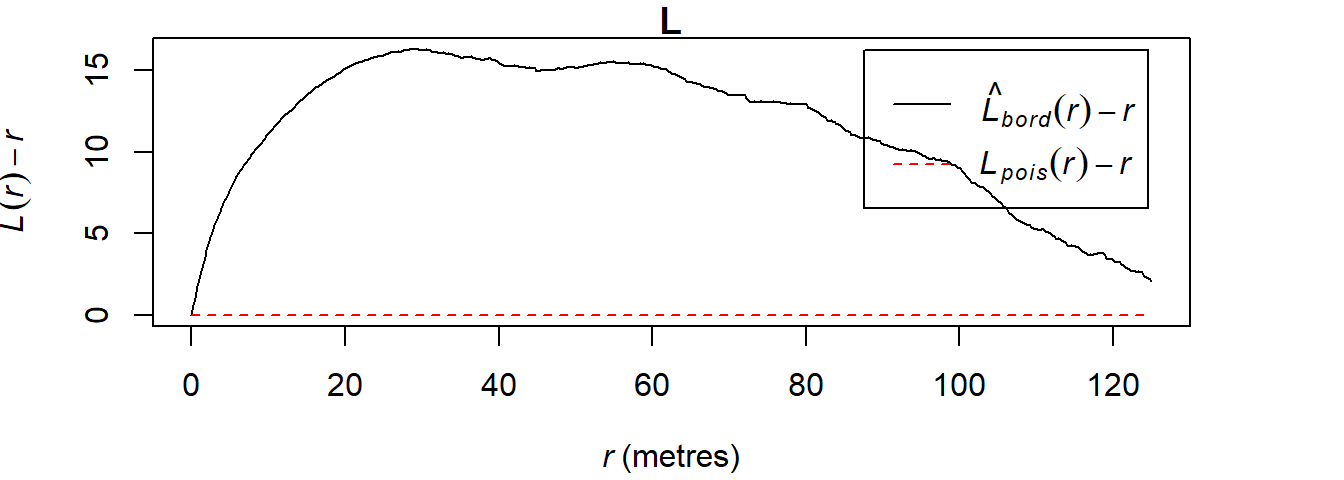 L
L(r) – r
15
10
5
0
L̂bord(r) – r
Lpois(r) – r
0 20 40 60 80 100 120
r (metres)